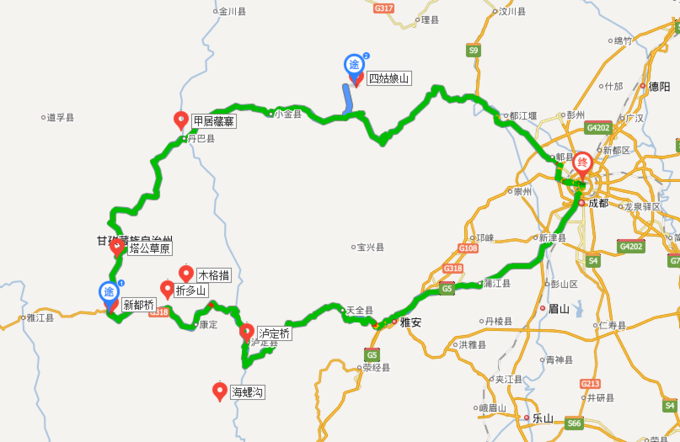 金川县
G317
理县
汶川县
S9
绵竹
途
2
四姑娘山
什邡
德阳
道孚县
甲居藏寨
小金县
都江堰
彭州
G4202
广汉
丹巴县
郫县
新都区
终
崇州
成都
龙泉驿区
甘孜藏族自治州
塔公草原
宝兴县
邛崃
G108
新津县
G4202
G7
木格措
折多山
G318
S4
途
1
新都桥
G318
雅江县
康定
天全县
G5
蒲江县
彭山区
眉山
泸定桥
泸定县
雅安
丹棱县
仁寿县
G5
荥经县
洪雅县
青神县
海螺沟
夹江县
G213
井研县
峨眉山
乐山
S66
S4
荣县